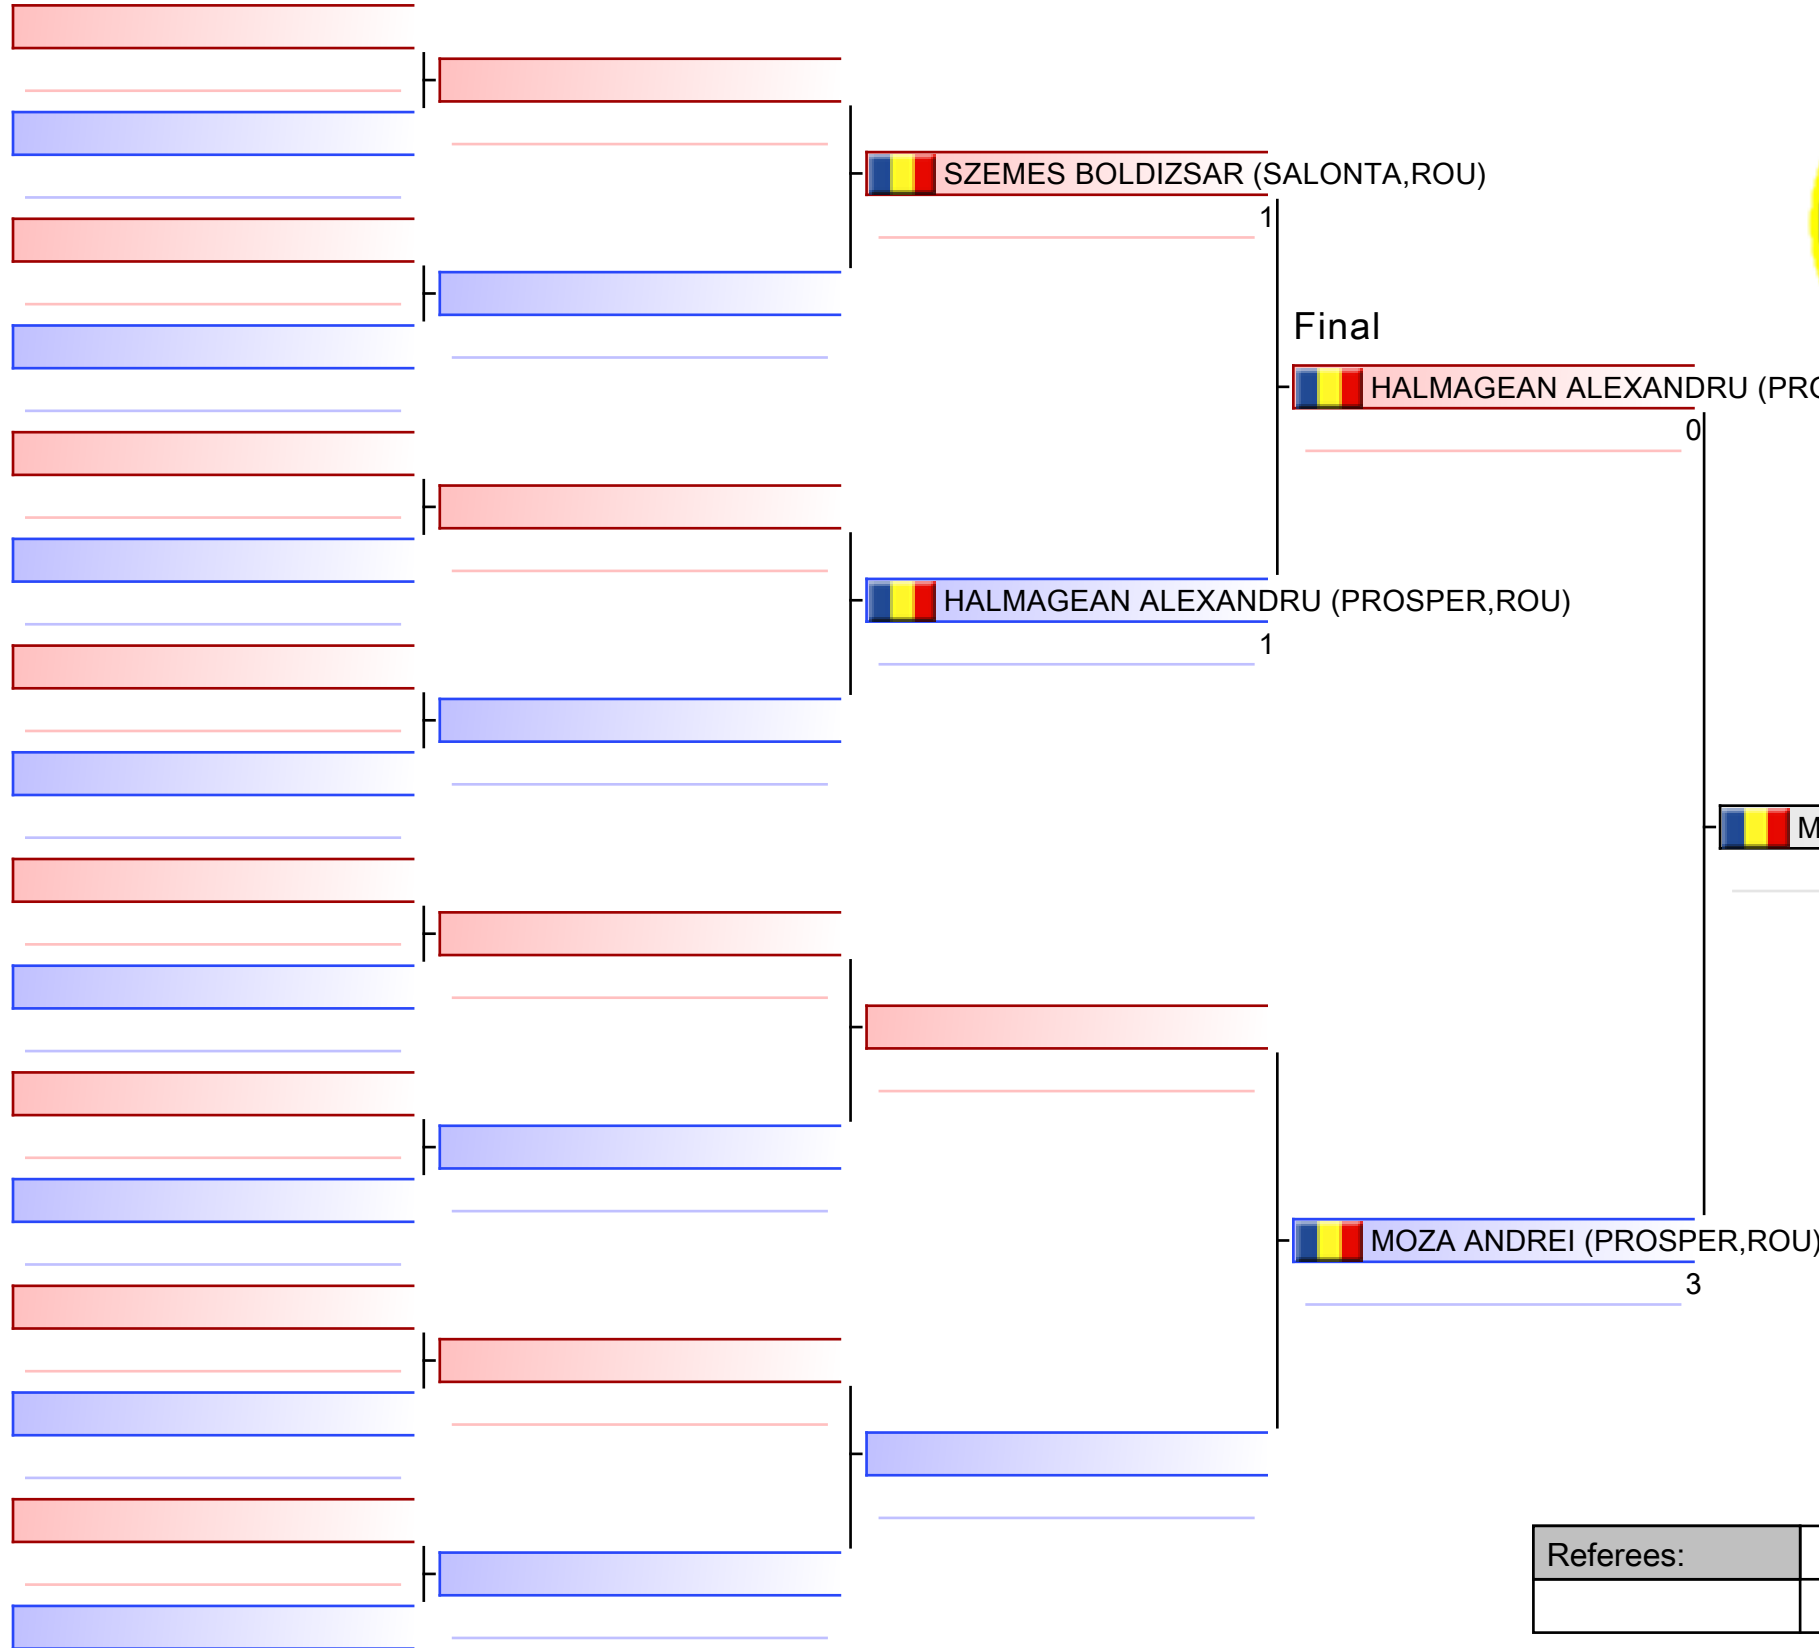 SZEMES BOLDIZSAR (SALONTA,ROU)
1
Final
HALMAGEAN ALEXANDRU (PRO
0
HALMAGEAN ALEXANDRU (PROSPER,ROU)
1
M
MOZA ANDREI (PROSPER,ROU)
3
Referees: